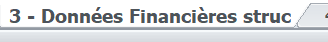 3 - Données Financières struc